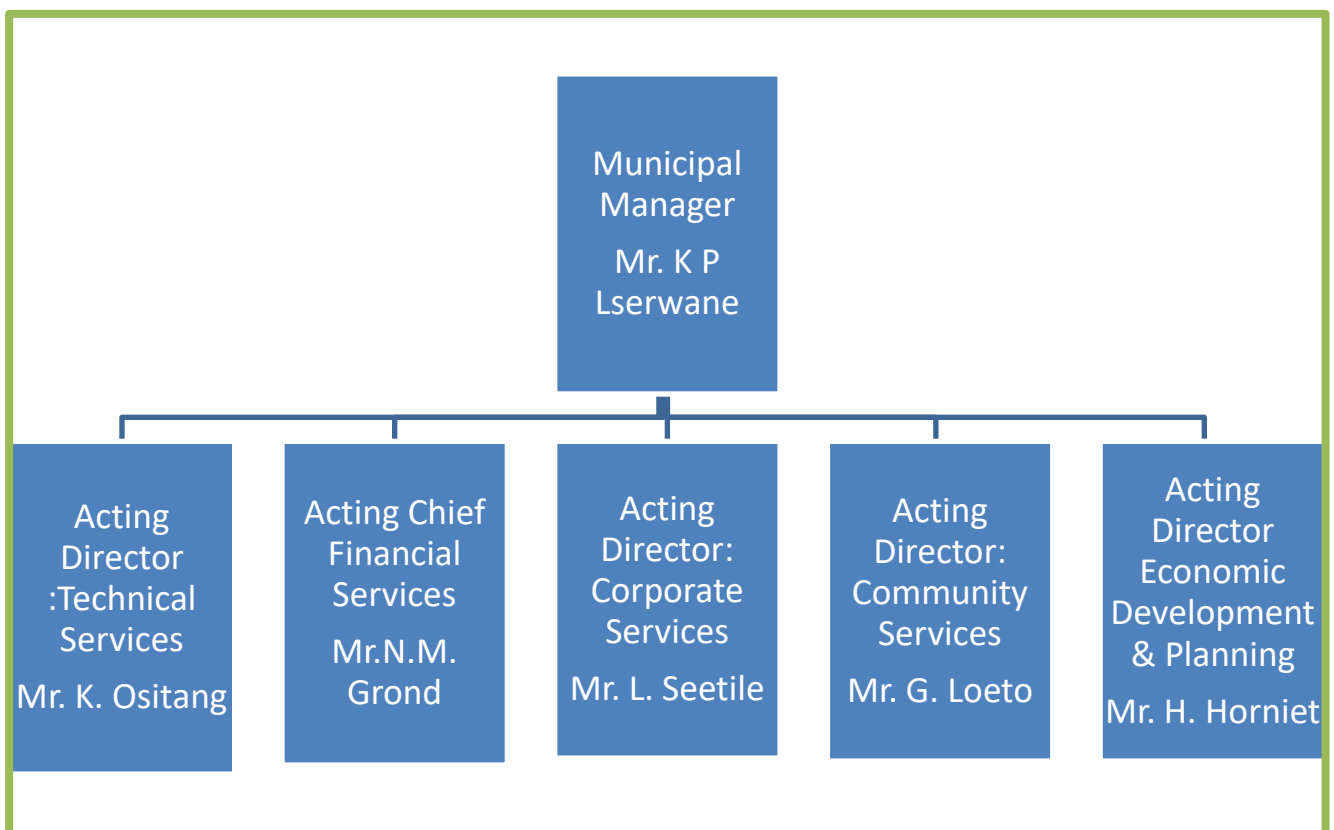 Municipal
Manager
Mr. K P
Lserwane
Acting
Director
:Technical
Services
Mr. K. Ositang
Acting Chief
Financial
Services
Mr.N.M.
Grond
Acting
Director:
Corporate
Services
Mr. L. Seetile
Acting
Director:
Community
Services
Mr. G. Loeto
Acting
Director
Economic
Development
& Planning
Mr. H. Horniet